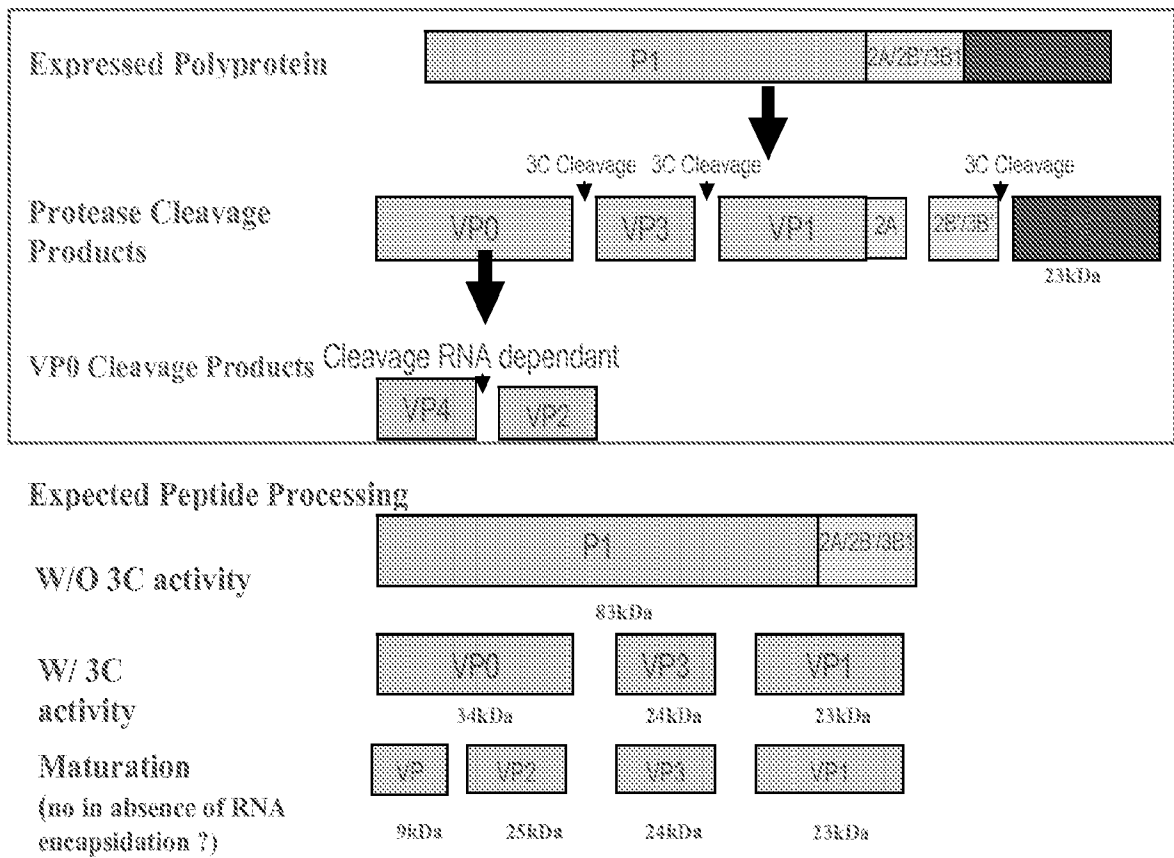 Expressed Polyprotein
P1
2A/2B'/3B1
3C Cleavage 3C Cleavage 3C Cleavage
Protease Cleavage
Products
VP0 VP3 VP1 2A 2B'/3B
23kDa
VP0 Cleavage Products
Cleavage RNA dependant
VP4 VP2
Expected Peptide Processing
P1 2A/2B'/3B1
W/O 3C activity
83kDa
W/ 3C
activity
VP0 VP3 VP1
34kDa 24kDa 23kDa
Maturation
VP VP2 VP3 VP1
(no in absence of RNA
encapsidation ?)
9kDa 25kDa 24kDa 23kDa